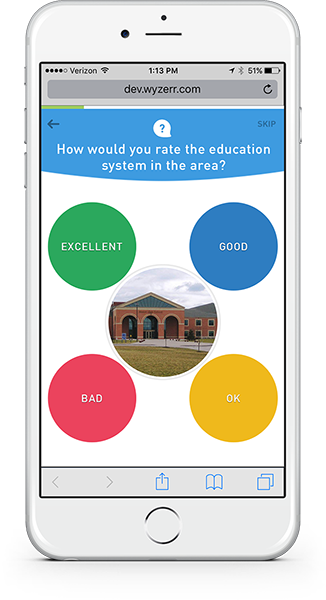 Verizon 1:13 PM 51%
dev.wyzerr.com
?
SKIP
How would you rate the education
system in the area?
EXCELLENT
GOOD
BAD
OK